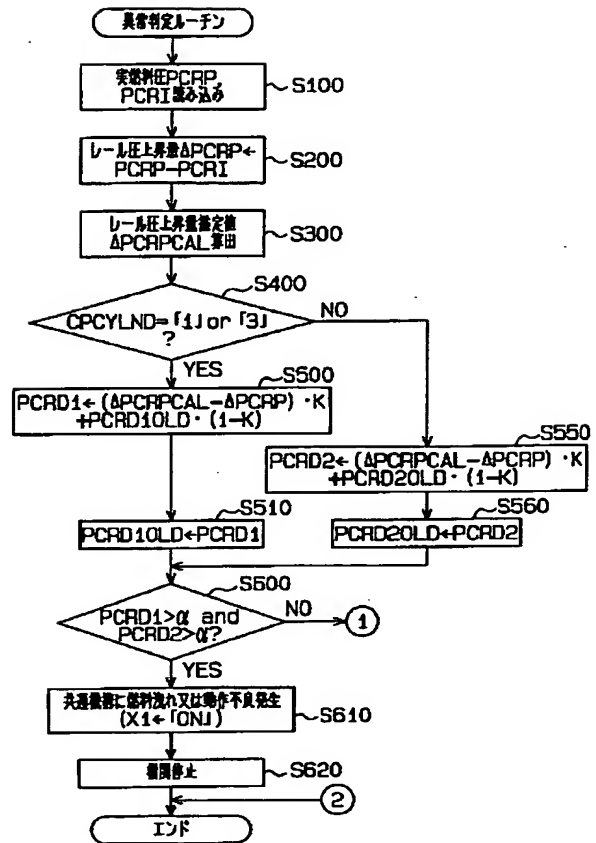 異常判定ルーチン
実燃料圧PCRP,
PCRI読み込み
S100
レール圧上昇量ΔPCRP←
PCRP−PCRI
S200
レール圧上昇量推定値
ΔPCRPCAL算出
S300
S400
CPCYLND=「1」or「3」
?
NO
YES
S500
PCRD1←(ΔPCRPCAL−ΔPCRP)・K
+PCRD1OLD・(1−K)
S550
PCRD2←(ΔPCRPCAL−ΔPCRP)・K
+PCRD2OLD・(1−K)
S510
PCRD1OLD←PCRD1
S560
PCRD2OLD←PCRD2
S600
PCRD1>α and
PCRD2>α?
NO
①
YES
共通機構に燃料洩れ又は動作不良発生
(X1←「ON」)
S610
機関停止
S620
②
エンド